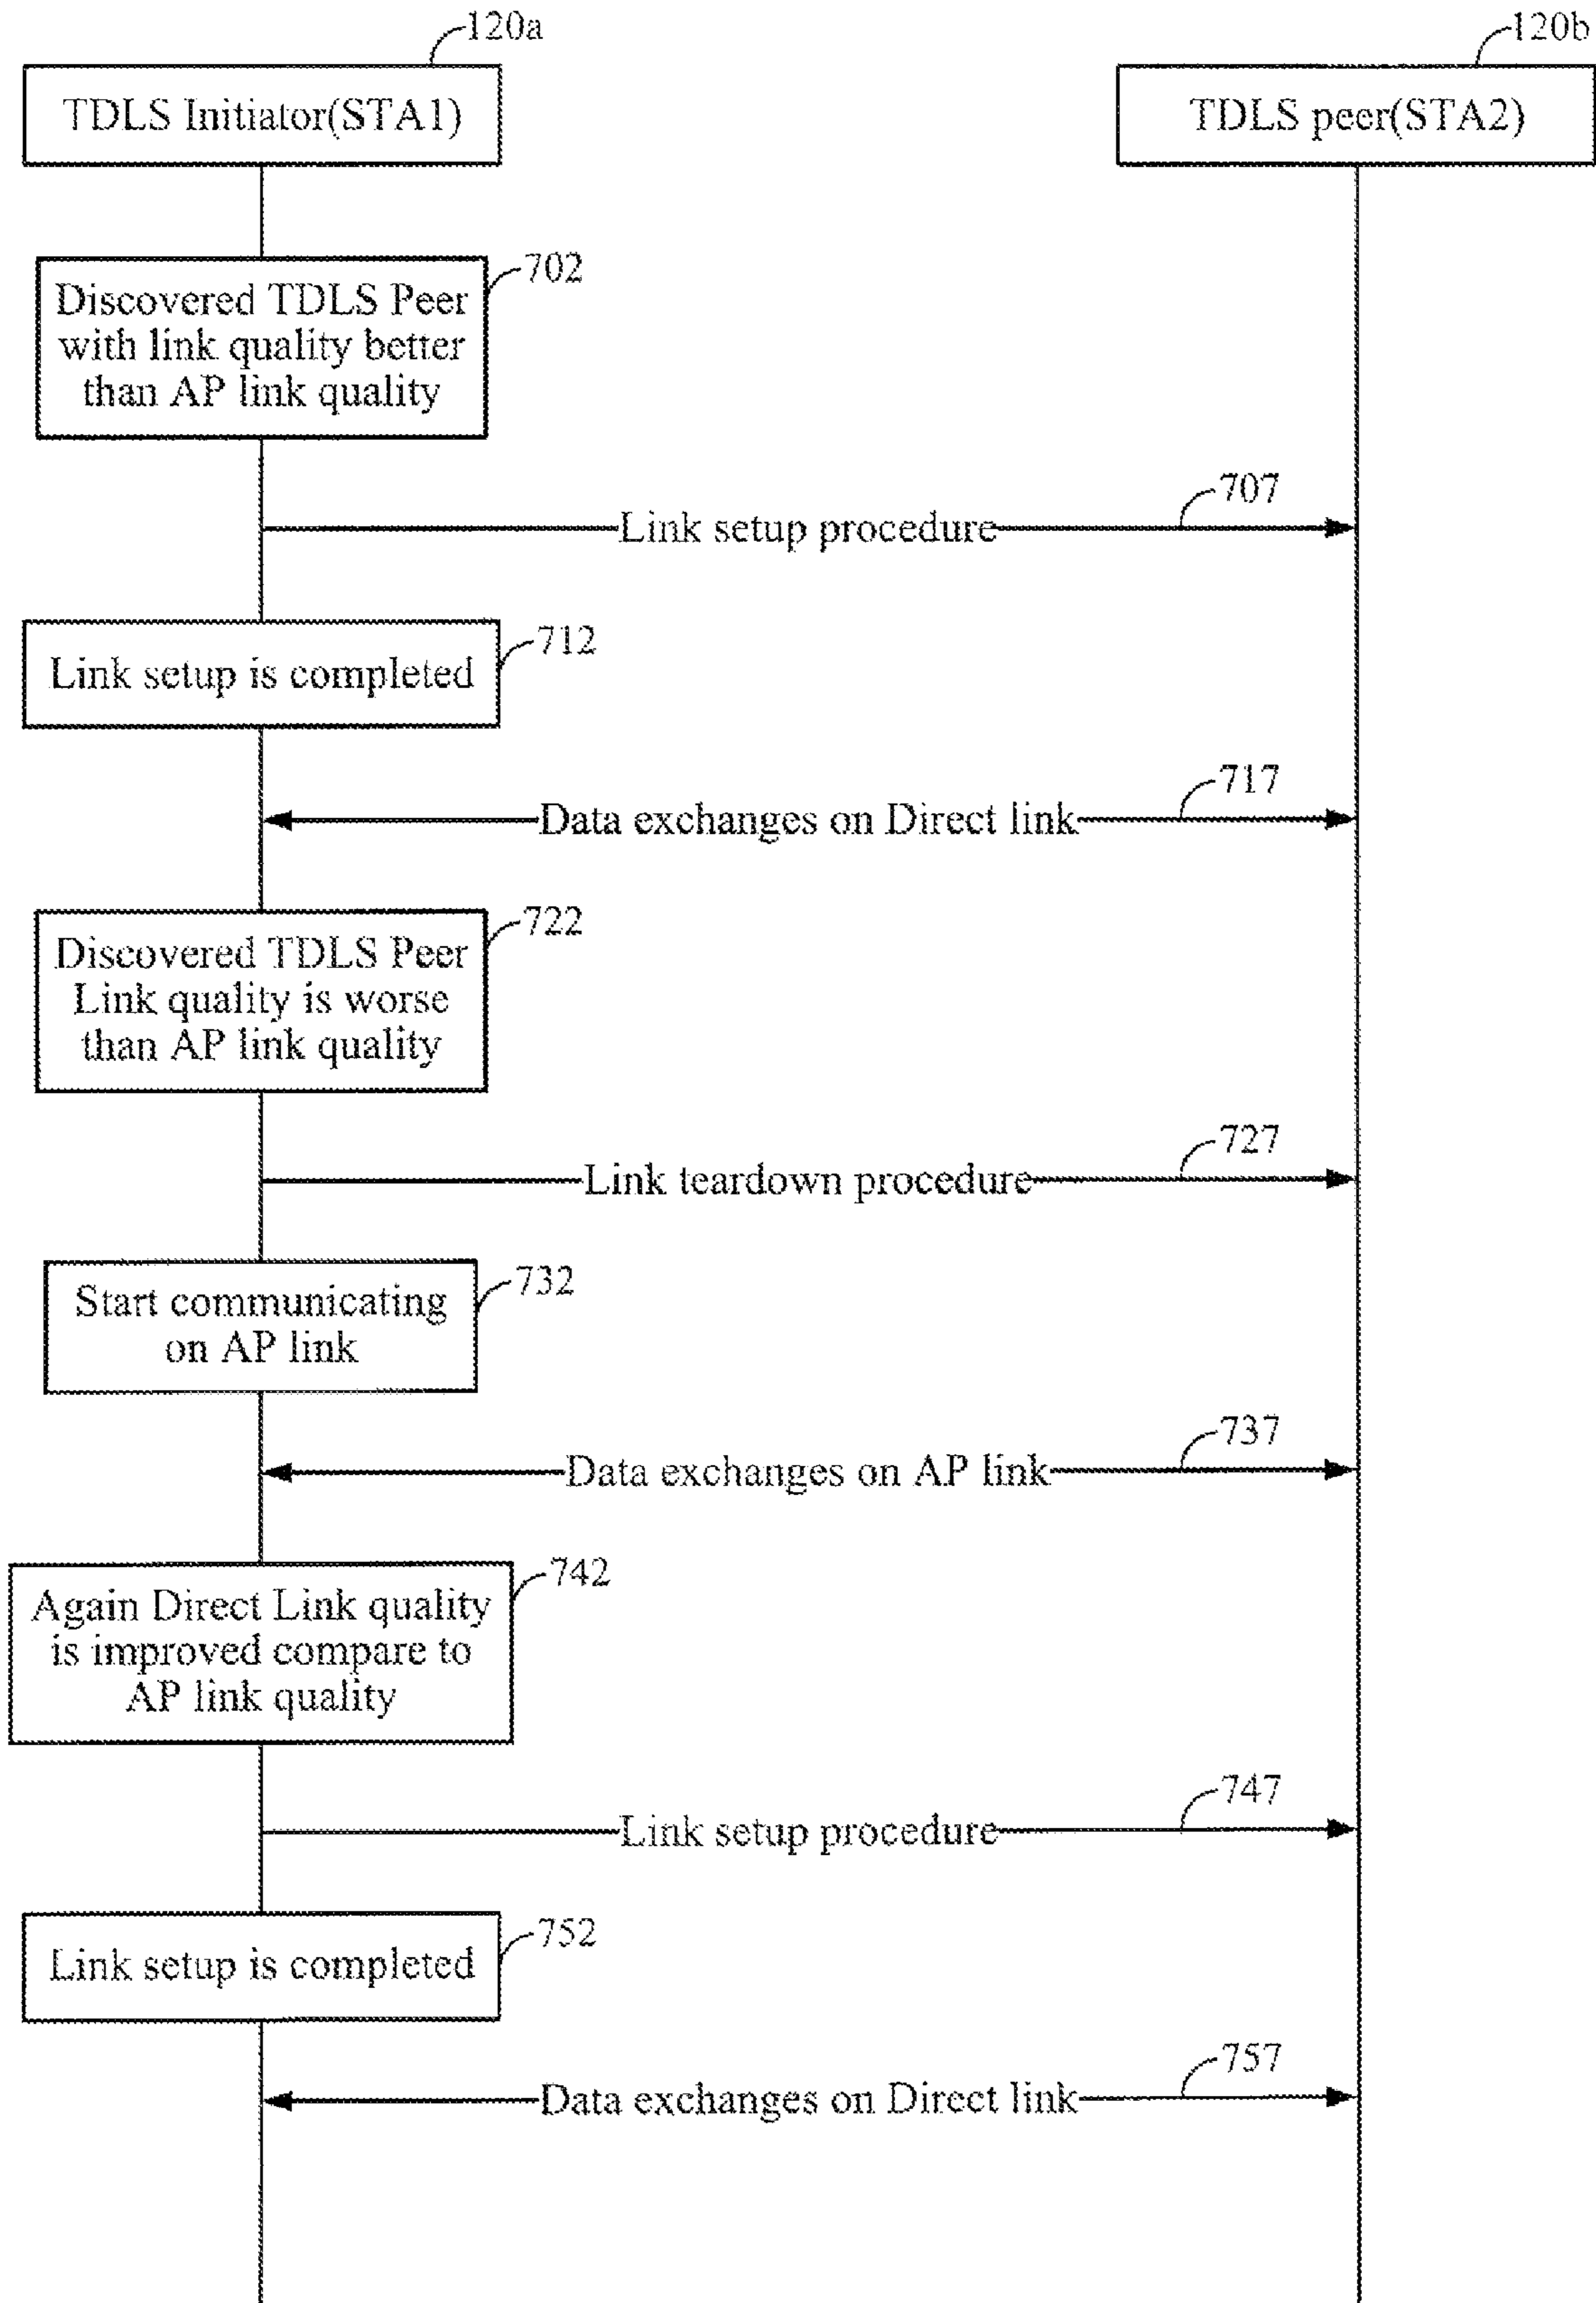 120a
120b
TDLS Initiator(STA1)
TDLS peer(STA2)
702
Discovered TDLS Peer
with link quality better
than AP link quality
707
Link setup procedure
712
Link setup is completed
717
Data exchanges on Direct link
722
Discovered TDLS Peer
Link quality is worse
than AP link quality
727
Link teardown procedure
732
Start communicating
on AP link
737
Data exchanges on AP link
742
Again Direct Link quality
is improved compare to
AP link quality
747
Link setup procedure
752
Link setup is completed
757
Data exchanges on Direct link